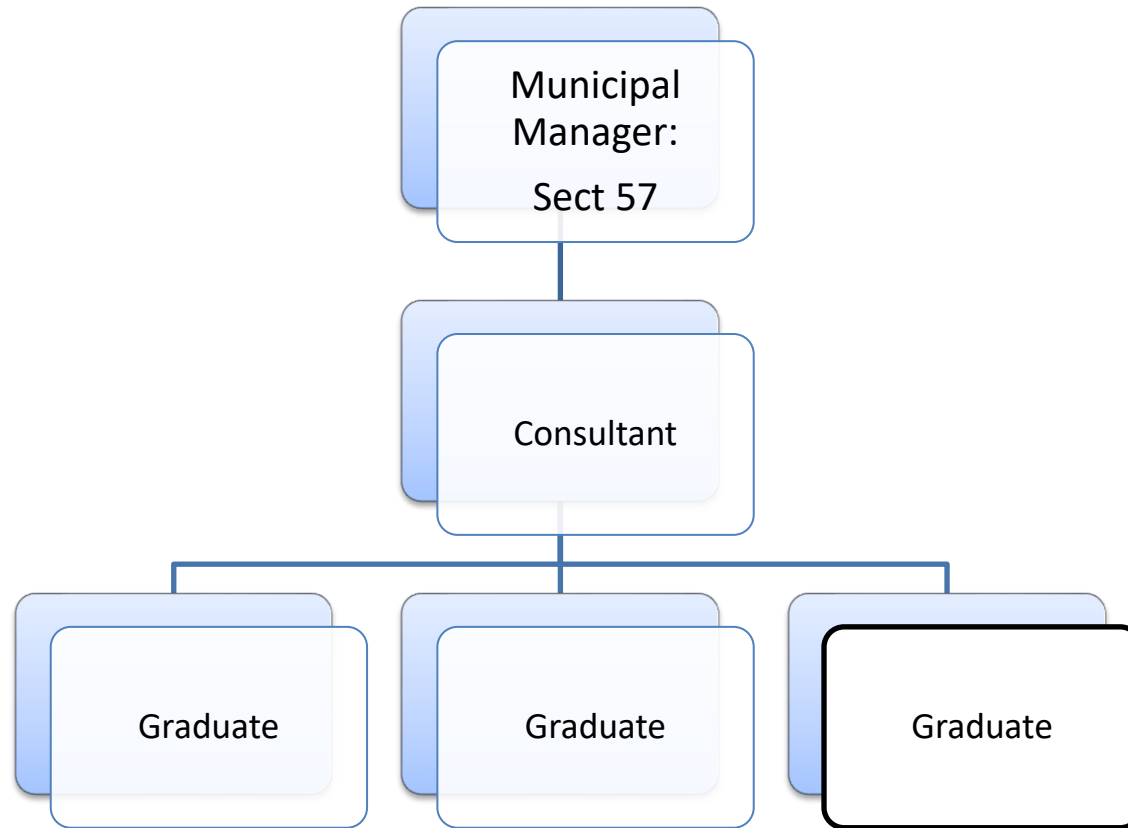 Municipal
Manager:
Sect 57
Consultant
Graduate
Graduate
Graduate